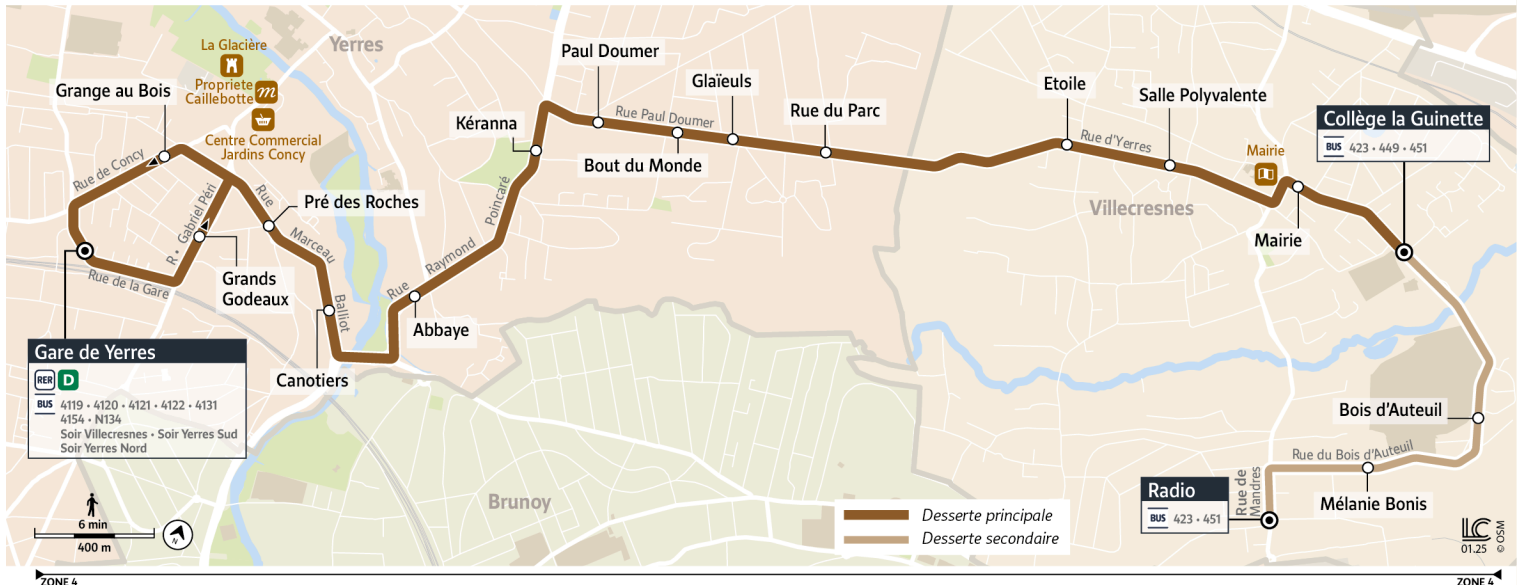 La Glacière
Yerres
Propriete
Caillebotte
m
Grange au Bois
Centre Commercial
Jardins Concy
Rue de Concy
R. Gabriel Péri
Rue
Marceau
Pré des Roches
Grands
Godeaux
Rue de la Gare
Gare de Yerres
RER D
BUS 4119 • 4120 • 4121 • 4122 • 4131
4154 • N134
Soir Villecresnes • Soir Yerres Sud
Soir Yerres Nord
Balliot
Canotiers
Abbaye
Rue Raymond Poincaré
Kéranna
Paul Doumer
Rue Paul Doumer
Bout du Monde
Glaïeuls
Rue du Parc
Etoile
Rue d'Yerres
Salle Polyvalente
Villecresnes
Mairie
Mairie
Collège la Guinette
BUS 423 • 449 • 451
Bois d'Auteuil
Rue du Bois d'Auteuil
Mélanie Bonis
Rue de
Mandres
Radio
BUS 423 • 451
Brunoy
Desserte principale
Desserte secondaire
6 min
400 m
N
LC
01.25
© OSM
ZONE 4
ZONE 4